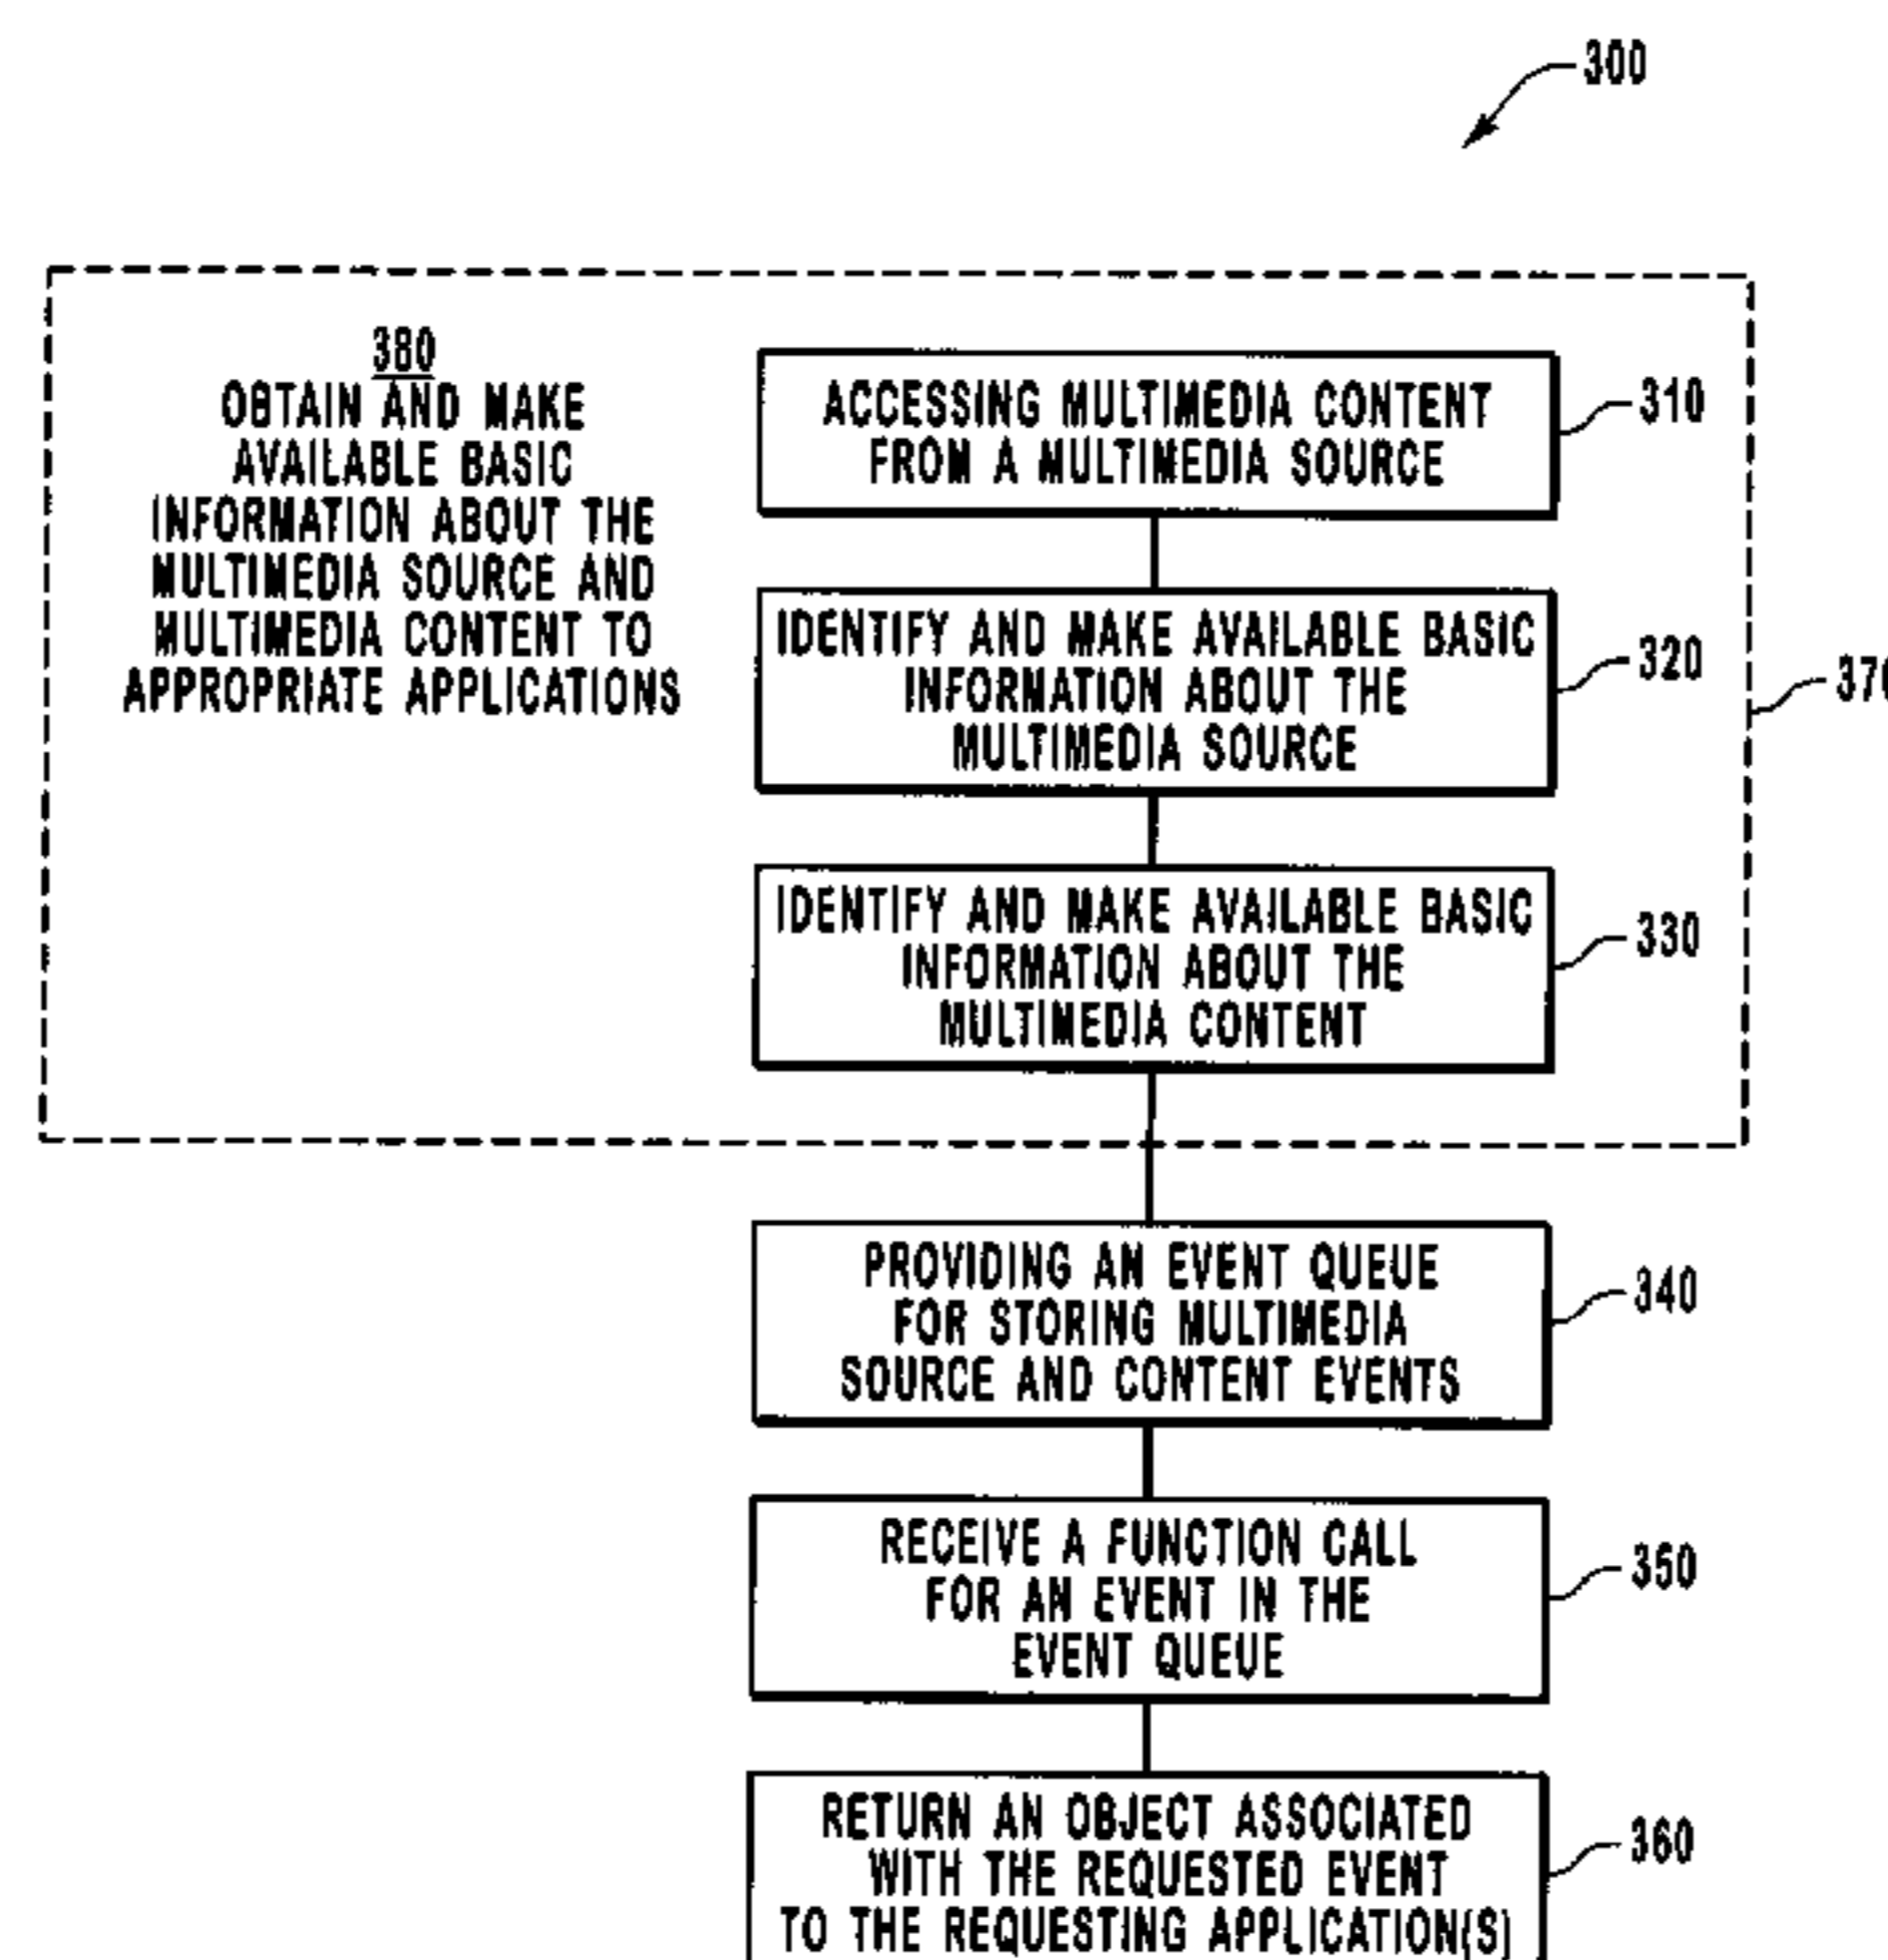 300
380
OBTAIN AND MAKE
AVAILABLE BASIC
INFORMATION ABOUT THE
MULTIMEDIA SOURCE AND
MULTIMEDIA CONTENT TO
APPROPRIATE APPLICATIONS
ACCESSING MULTIMEDIA CONTENT
FROM A MULTIMEDIA SOURCE
310
IDENTIFY AND MAKE AVAILABLE BASIC
INFORMATION ABOUT THE
MULTIMEDIA SOURCE
320
370
IDENTIFY AND MAKE AVAILABLE BASIC
INFORMATION ABOUT THE
MULTIMEDIA CONTENT
330
PROVIDING AN EVENT QUEUE
FOR STORING MULTIMEDIA
SOURCE AND CONTENT EVENTS
340
RECEIVE A FUNCTION CALL
FOR AN EVENT IN THE
EVENT QUEUE
350
RETURN AN OBJECT ASSOCIATED
WITH THE REQUESTED EVENT
TO THE REQUESTING APPLICATION(S)
360